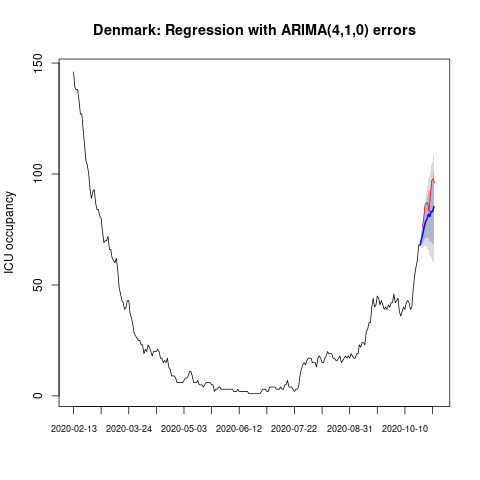 Denmark: Regression with ARIMA(4,1,0) errors
150
100
50
0
ICU occupancy
2020-02-13 2020-03-24 2020-05-03 2020-06-12 2020-07-22 2020-08-31 2020-10-10